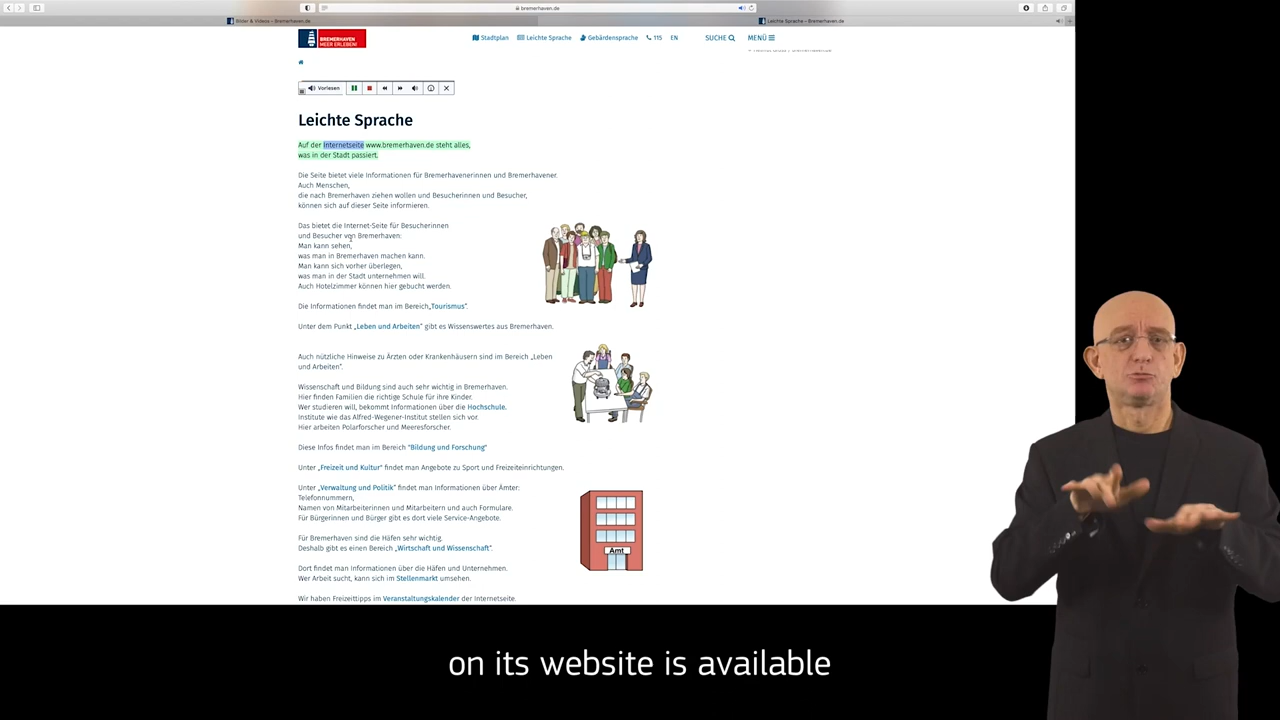 bremerhaven.de
Bilder & Videos – Bremerhaven.de
Leichte Sprache – Bremerhaven.de
BREMERHAVEN
MEER ERLEBEN!
Stadtplan Leichte Sprache Gebärdensprache 115 EN SUCHE MENÜ
Vorlesen
Leichte Sprache
Auf der Internetseite www.bremerhaven.de steht alles,
was in der Stadt passiert.
Die Seite bietet viele Informationen für Bremerhavenerinnen und Bremerhavener.
Auch Menschen,
die nach Bremerhaven ziehen wollen und Besucherinnen und Besucher,
können sich auf dieser Seite informieren.
Das bietet die Internet-Seite für Besucherinnen
und Besucher von Bremerhaven:
Man kann sehen,
was man in Bremerhaven machen kann.
Man kann sich vorher überlegen,
was man in der Stadt unternehmen will.
Auch Hotelzimmer können hier gebucht werden.
Die Informationen findet man im Bereich„Tourismus“.
Unter dem Punkt „Leben und Arbeiten“ gibt es Wissenswertes aus Bremerhaven.
Auch nützliche Hinweise zu Ärzten oder Krankenhäusern sind im Bereich „Leben
und Arbeiten“.
Wissenschaft und Bildung sind auch sehr wichtig in Bremerhaven.
Hier finden Familien die richtige Schule für ihre Kinder.
Wer studieren will, bekommt Informationen über die Hochschule.
Institute wie das Alfred-Wegener-Institut stellen sich vor.
Hier arbeiten Polarforscher und Meeresforscher.
Diese Infos findet man im Bereich "Bildung und Forschung"
Unter „Freizeit und Kultur“ findet man Angebote zu Sport und Freizeiteinrichtungen.
Unter „Verwaltung und Politik“ findet man Informationen über Ämter:
Telefonnummern,
Namen von Mitarbeiterinnen und Mitarbeitern und auch Formulare.
Für Bürgerinnen und Bürger gibt es dort viele Service-Angebote.
Amt
Für Bremerhaven sind die Häfen sehr wichtig.
Deshalb gibt es einen Bereich „Wirtschaft und Wissenschaft“.
Dort findet man Informationen über die Häfen und Unternehmen.
Wer Arbeit sucht, kann sich im Stellenmarkt umsehen.
Wir haben Freizeittipps im Veranstaltungskalender der Internetseite.
on its website is available